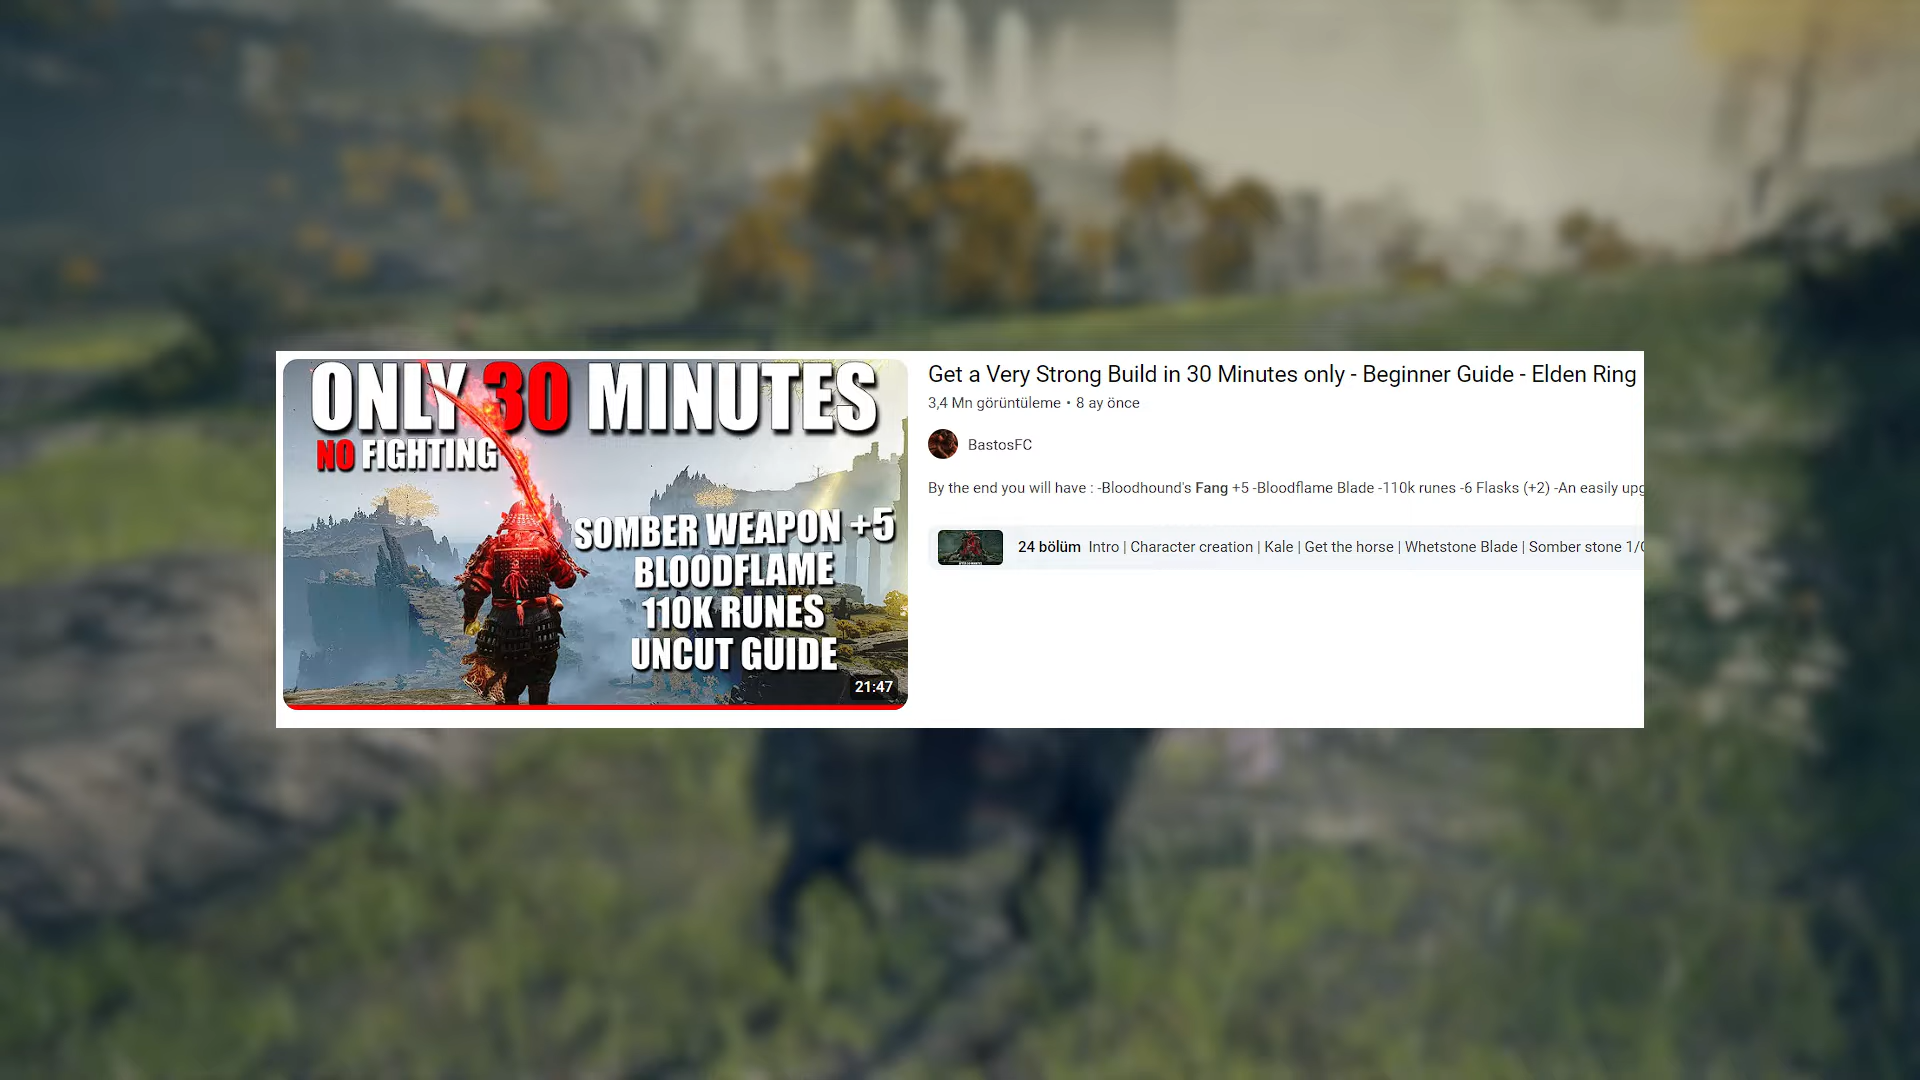 ONLY 30 MINUTES
NO FIGHTING
SOMBER WEAPON +5
BLOODFLAME
110K RUNES
UNCUT GUIDE
21:47
Get a Very Strong Build in 30 Minutes only - Beginner Guide - Elden Ring
3,4 Mn görüntüleme • 8 ay önce
BastosFC
By the end you will have : -Bloodhound's Fang +5 -Bloodflame Blade -110k runes -6 Flasks (+2) -An easily upg
24 bölüm Intro | Character creation | Kale | Get the horse | Whetstone Blade | Somber stone 1/